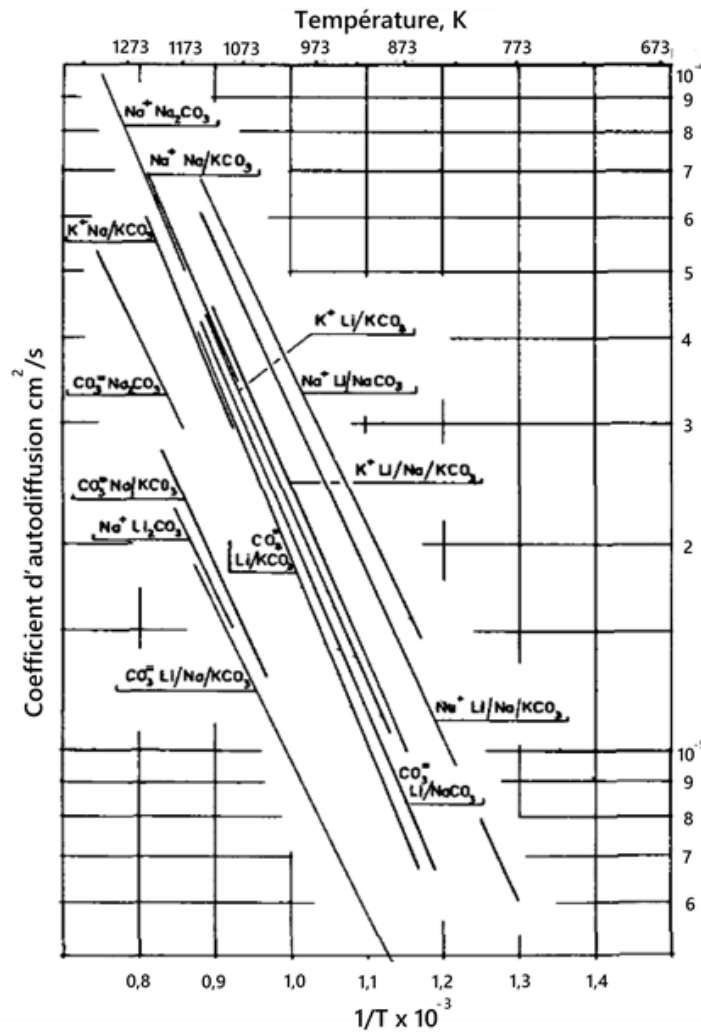 Température, K
1273 1173 1073 973 873 773 673
10⁻⁴
Na⁺ Na₂CO₃
9
8
Na⁺ Na/KCO₃
7
K⁺ Na/KCO₃
6
5
K⁺ Li/KCO₃
4
CO₃⁼ Na₂CO₃
Na⁺ Li/NaCO₃
3
CO₃⁼ Na/KCO₃
K⁺ Li/Na/KCO₃
Na⁺ Li₂CO₃
2
CO₃⁼
Li/KCO₃
CO₃⁼ Li/Na/KCO₃
Na⁺ Li/Na/KCO₃
10⁻⁵
CO₃⁼
Li/NaCO₃
9
8
7
6
Coefficient d'autodiffusion cm²/s
0,8 0,9 1,0 1,1 1,2 1,3 1,4
1/T x 10⁻³